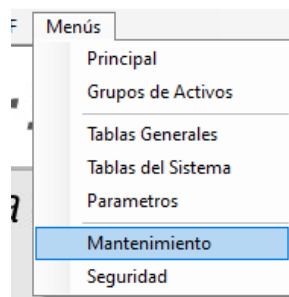 Menús
Principal
Grupos de Activos
Tablas Generales
Tablas del Sistema
Parametros
Mantenimiento
Seguridad